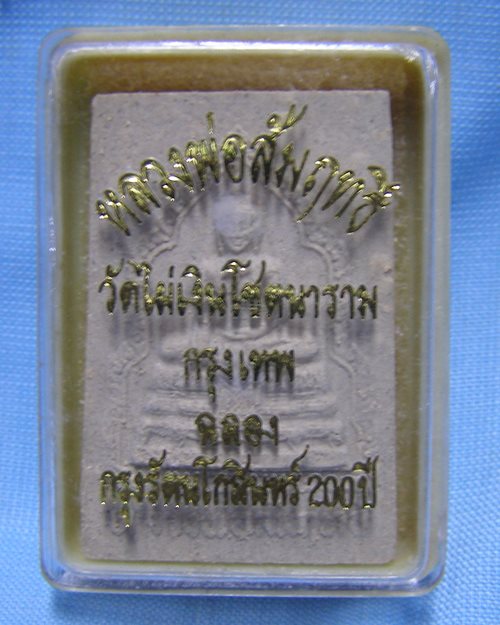 หลวงพ่อสัมฤทธิ์
วัดไผ่เงินโชตนาราม
กรุงเทพ
ฉลอง
กรุงรัตนโกสินทร์ 200 ปี